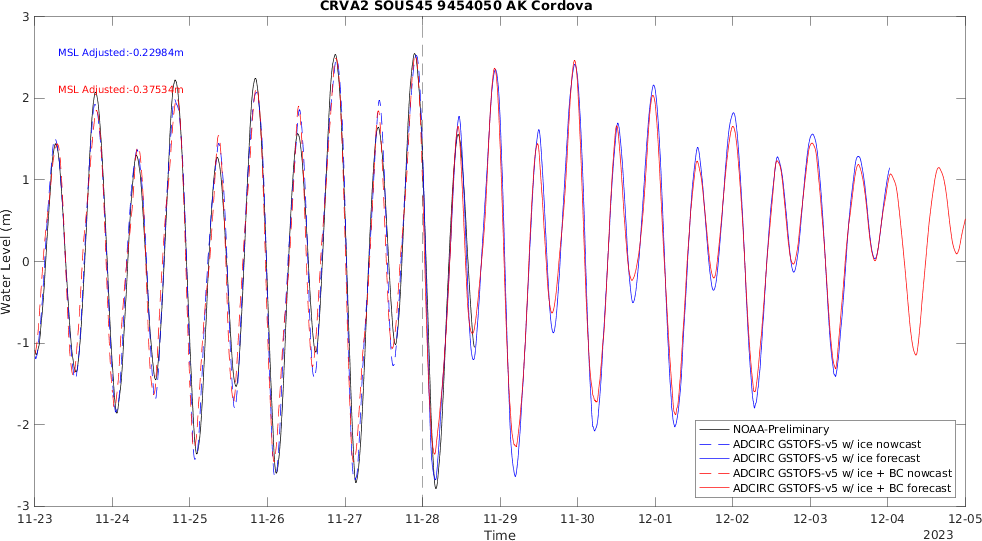 CRVA2 SOUS45 9454050 AK Cordova
3
2
1
0
-1
-2
-3
Water Level (m)
MSL Adjusted:-0.22984m
MSL Adjusted:-0.37534m
NOAA-Preliminary
ADCIRC GSTOFS-v5 w/ ice nowcast
ADCIRC GSTOFS-v5 w/ ice forecast
ADCIRC GSTOFS-v5 w/ ice + BC nowcast
ADCIRC GSTOFS-v5 w/ ice + BC forecast
11-23 11-24 11-25 11-26 11-27 11-28 11-29 11-30 12-01 12-02 12-03 12-04 12-05
Time
2023